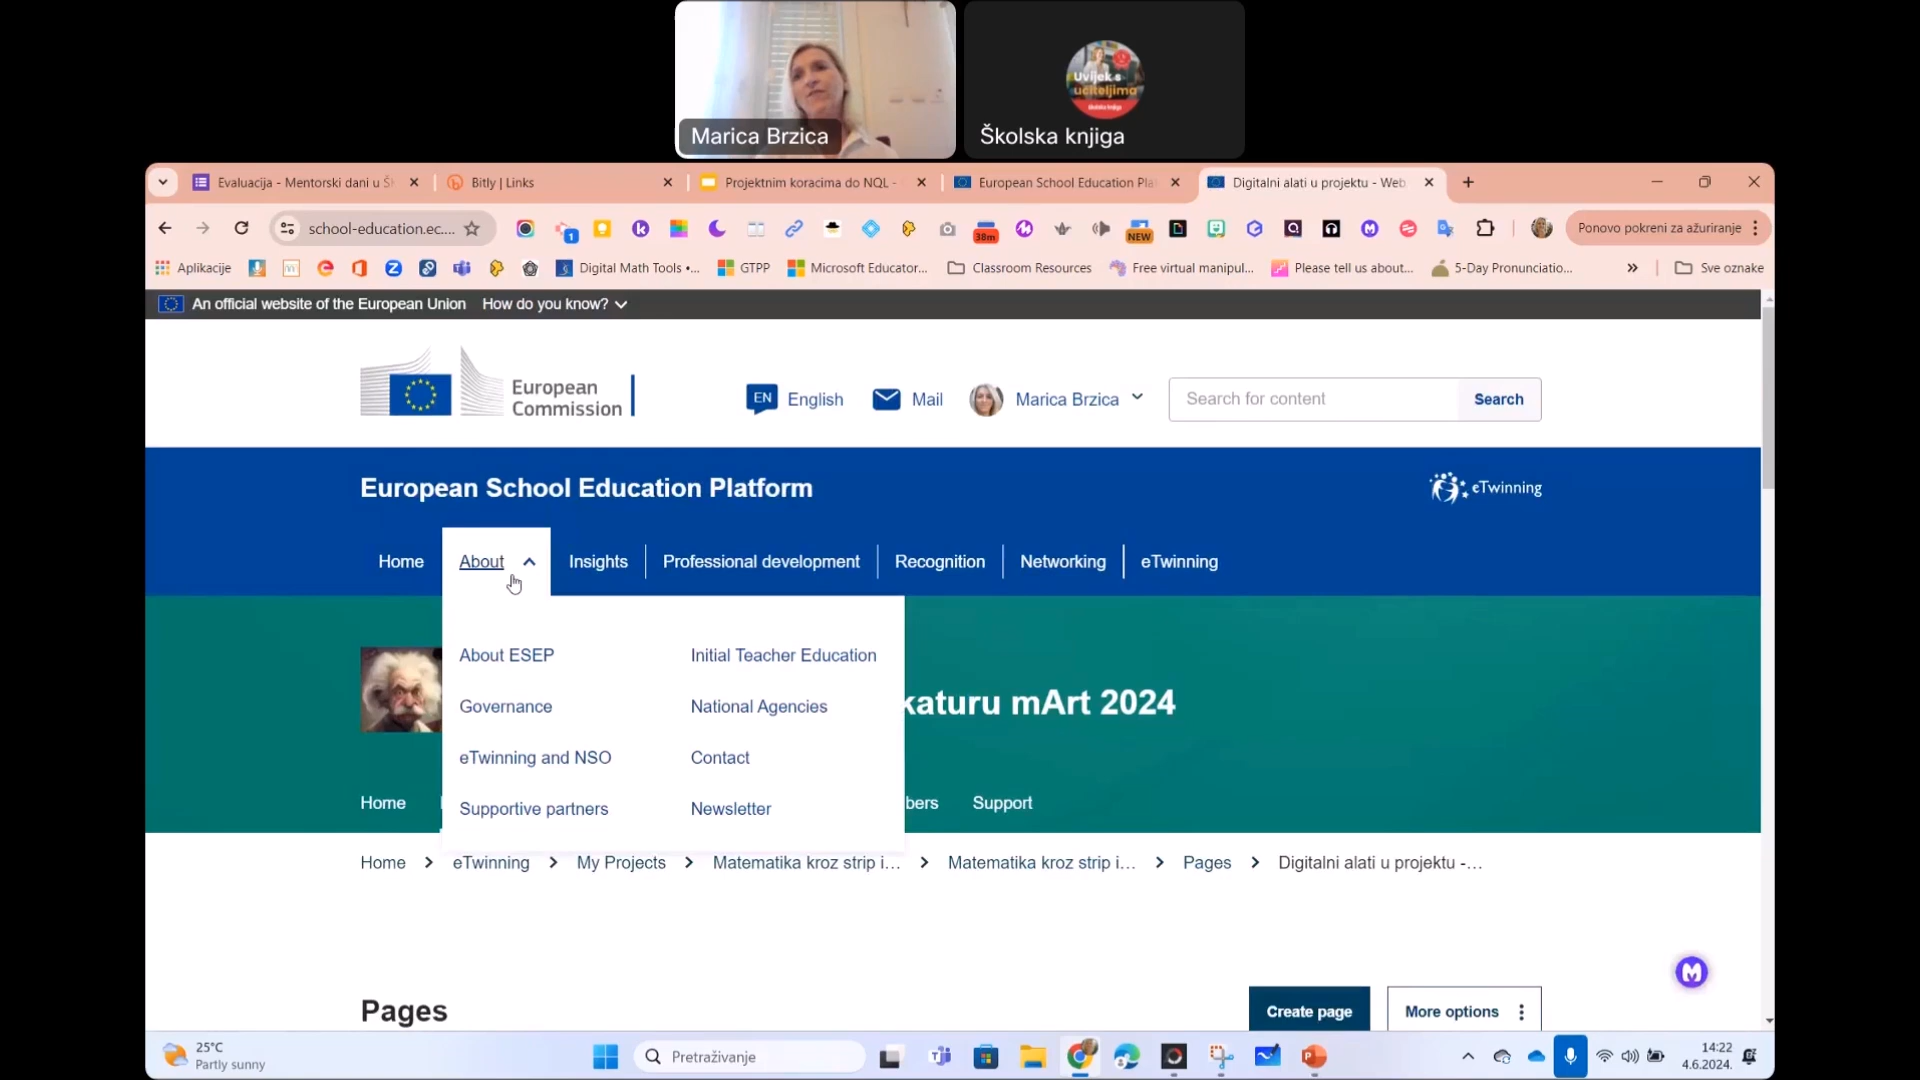 Marica Brzica
Uvijek s
učiteljima
školska knjiga
Školska knjiga
Evaluacija - Mentorski dani u Š
Bitly | Links
Projektnim koracima do NQL -
European School Education Pla
Digitalni alati u projektu - Web
school-education.ec....
1
38m
NEW
Ponovo pokreni za ažuriranje
Aplikacije
Digital Math Tools •...
GTPP
Microsoft Educator...
Classroom Resources
Free virtual manipul...
Please tell us about...
5-Day Pronunciatio...
Sve oznake
An official website of the European Union
How do you know?
European
Commission
EN
English
Mail
Marica Brzica
Search for content
Search
European School Education Platform
eTwinning
Home
About
Insights
Professional development
Recognition
Networking
eTwinning
About ESEP
Initial Teacher Education
Governance
National Agencies
katuru mArt 2024
eTwinning and NSO
Contact
Supportive partners
Newsletter
Home
bers
Support
Home
eTwinning
My Projects
Matematika kroz strip i...
Matematika kroz strip i...
Pages
Digitalni alati u projektu -...
Pages
Create page
More options
25°C
Partly sunny
Pretraživanje
14:22
4.6.2024.